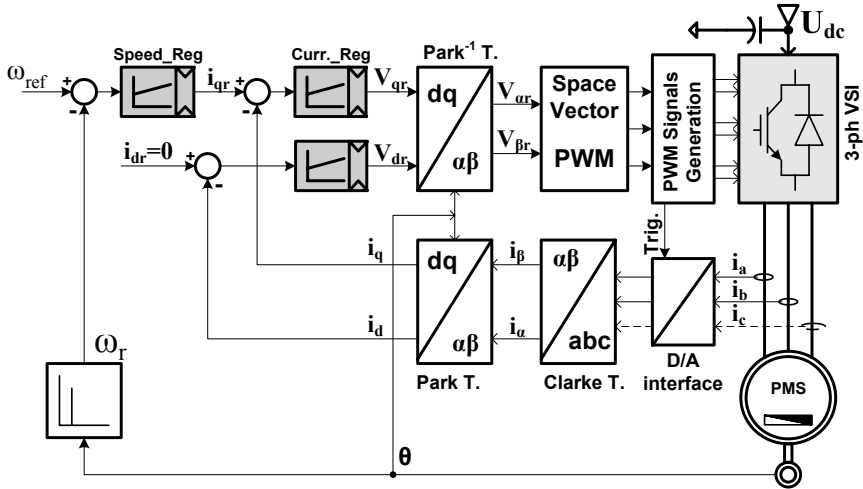 U_dc
Speed_Reg
Curr._Reg
Park⁻¹ T.
ω_ref
+
-
i_qr
+
-
V_qr
dq
αβ
V_αr
V_βr
Space
Vector
PWM
PWM Signals
Generation
3-ph VSI
i_dr=0
+
-
V_dr
Trig.
i_q
dq
αβ
i_β
αβ
abc
i_a
i_b
i_c
i_d
i_α
ω_r
Park T.
Clarke T.
D/A
interface
PMS
θ